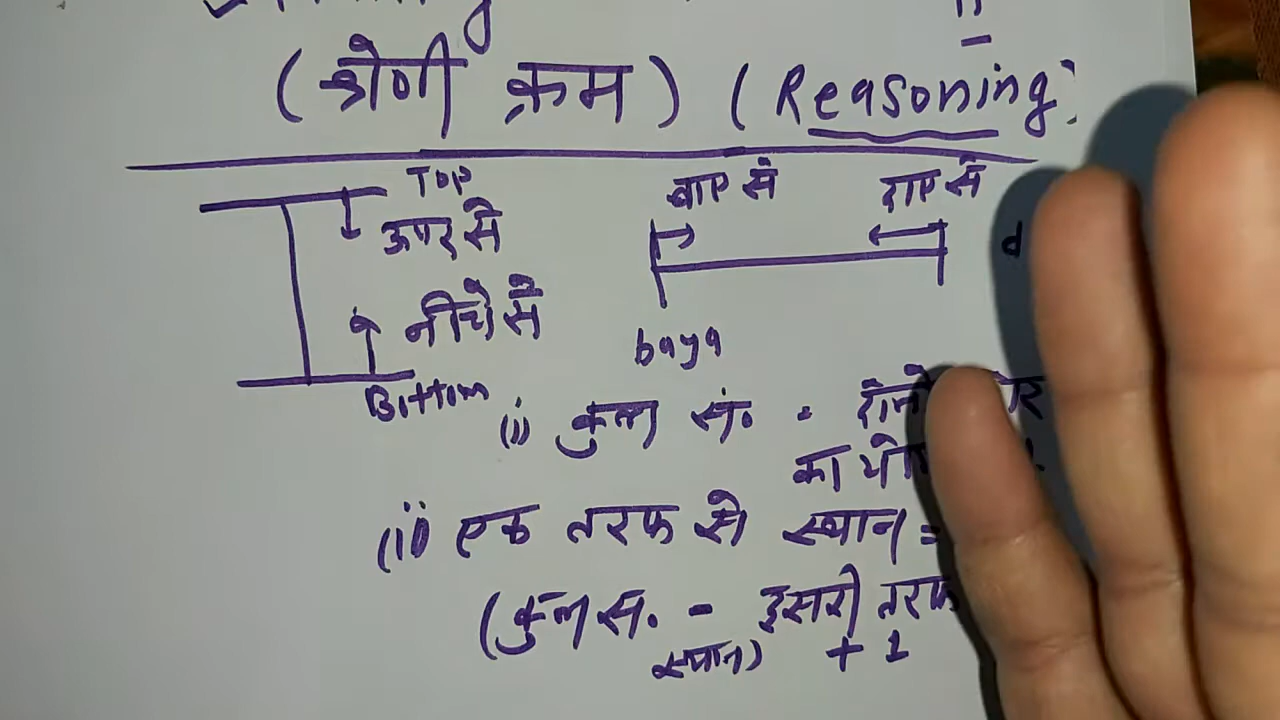 (श्रेणी क्रम) (Reasoning)
Top
ऊपर से
नीचे से
Bottom
बाए से
दाए से
baya
d
(i) कुल सं. =
का
(ii) एक तरफ से स्थान =
(कुल स. - दुसरी तरफ
स्थान) + 1